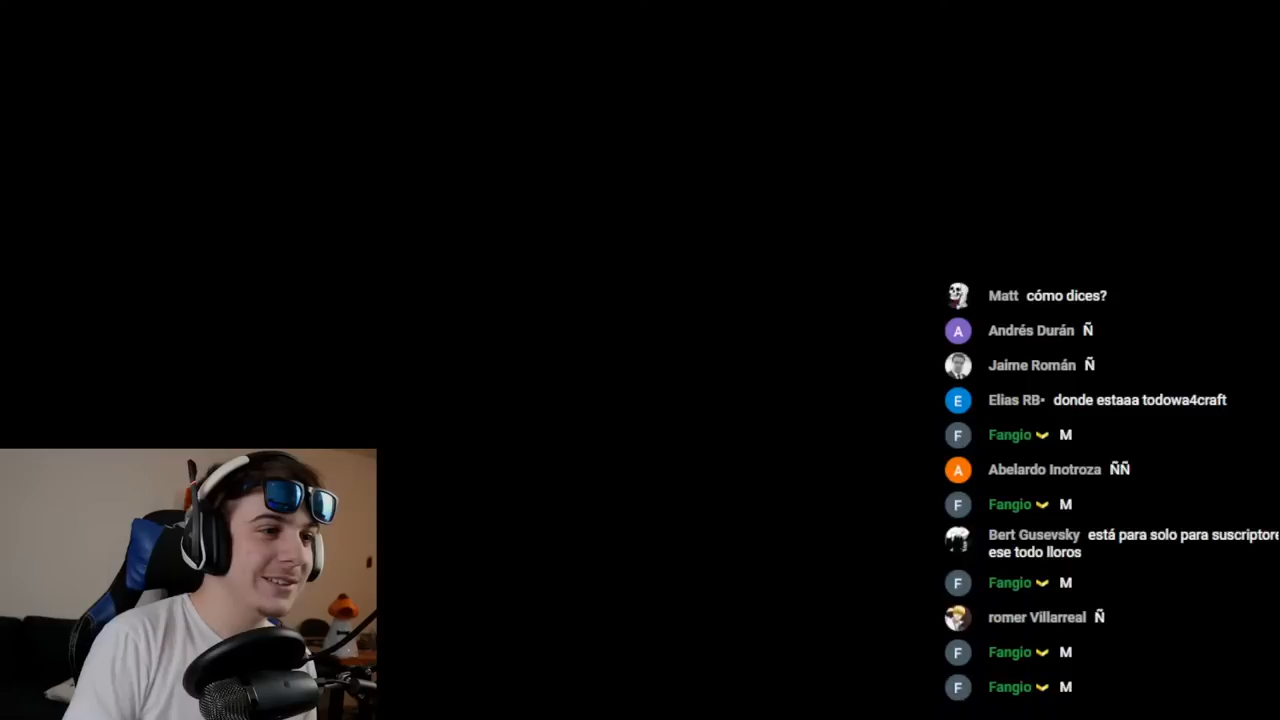 Matt cómo dices?
A Andrés Durán Ñ
Jaime Román Ñ
E Elias RB• donde estaaa todowa4craft
F Fangio M
A Abelardo Inotroza ÑÑ
F Fangio M
Bert Gusevsky está para solo para suscriptore
ese todo lloros
F Fangio M
romer Villarreal Ñ
F Fangio M
F Fangio M